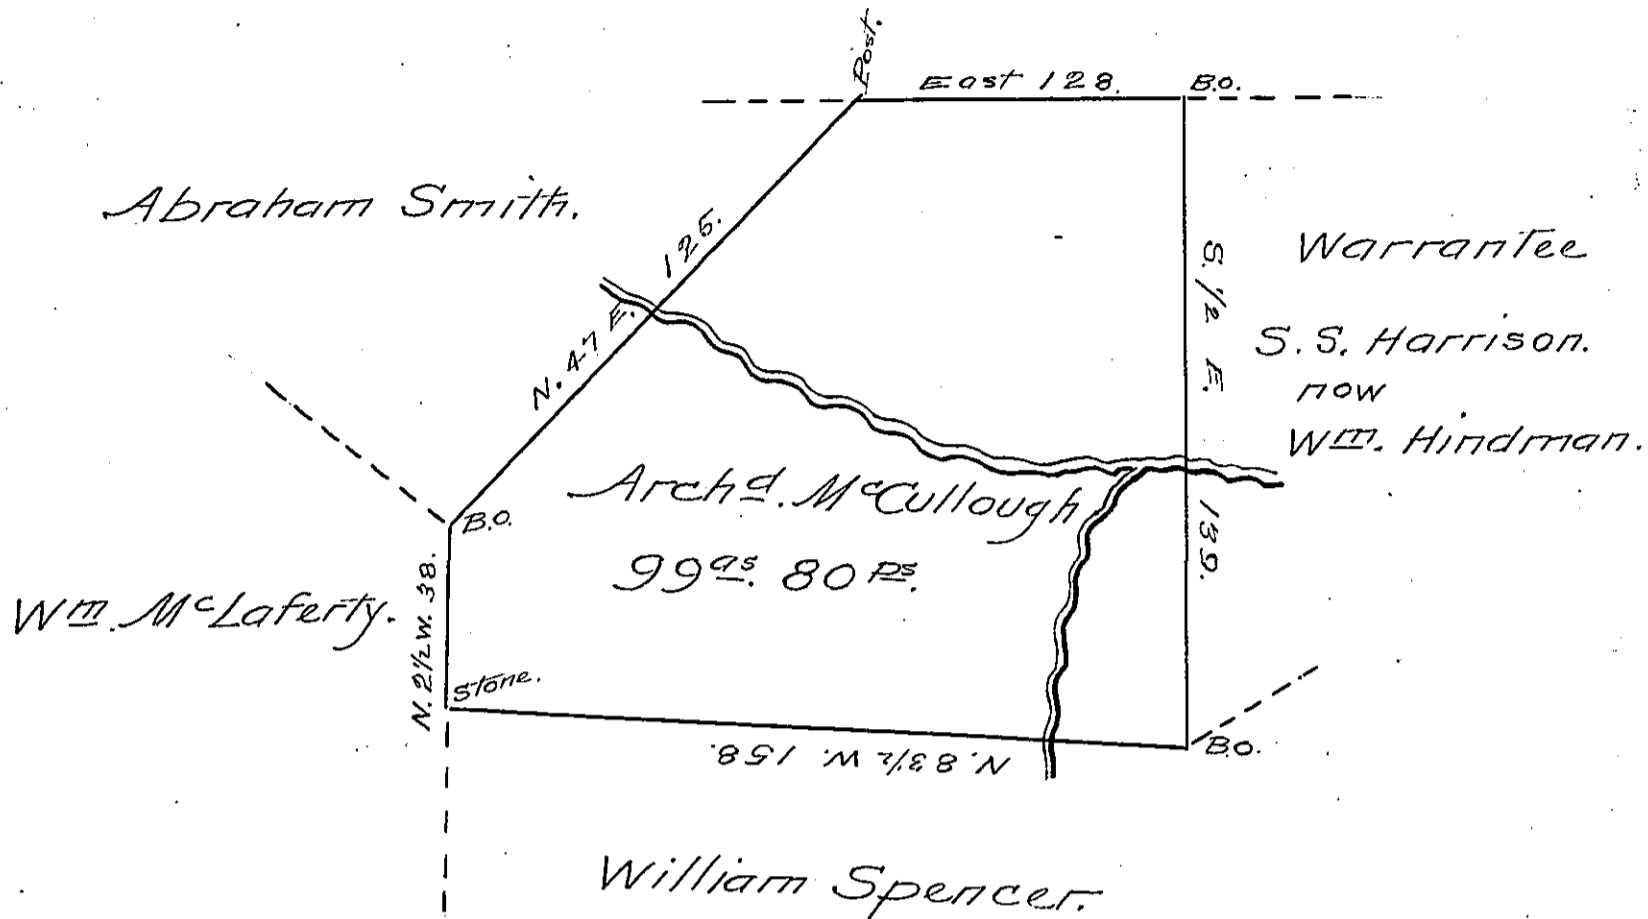 Post.
East 128.
B.O.
Abraham Smith.
N. 47 E. 125.
S. 1/2 E. 139.
Warrantee
S. S. Harrison.
now
Wm. Hindman.
Archd. McCullough
99as. 80ps.
B.O.
Wm. McLaferty.
N. 2 1/2 W. 38.
Stone.
N. 83 1/2 W. 158.
B.O.
William Spencer.